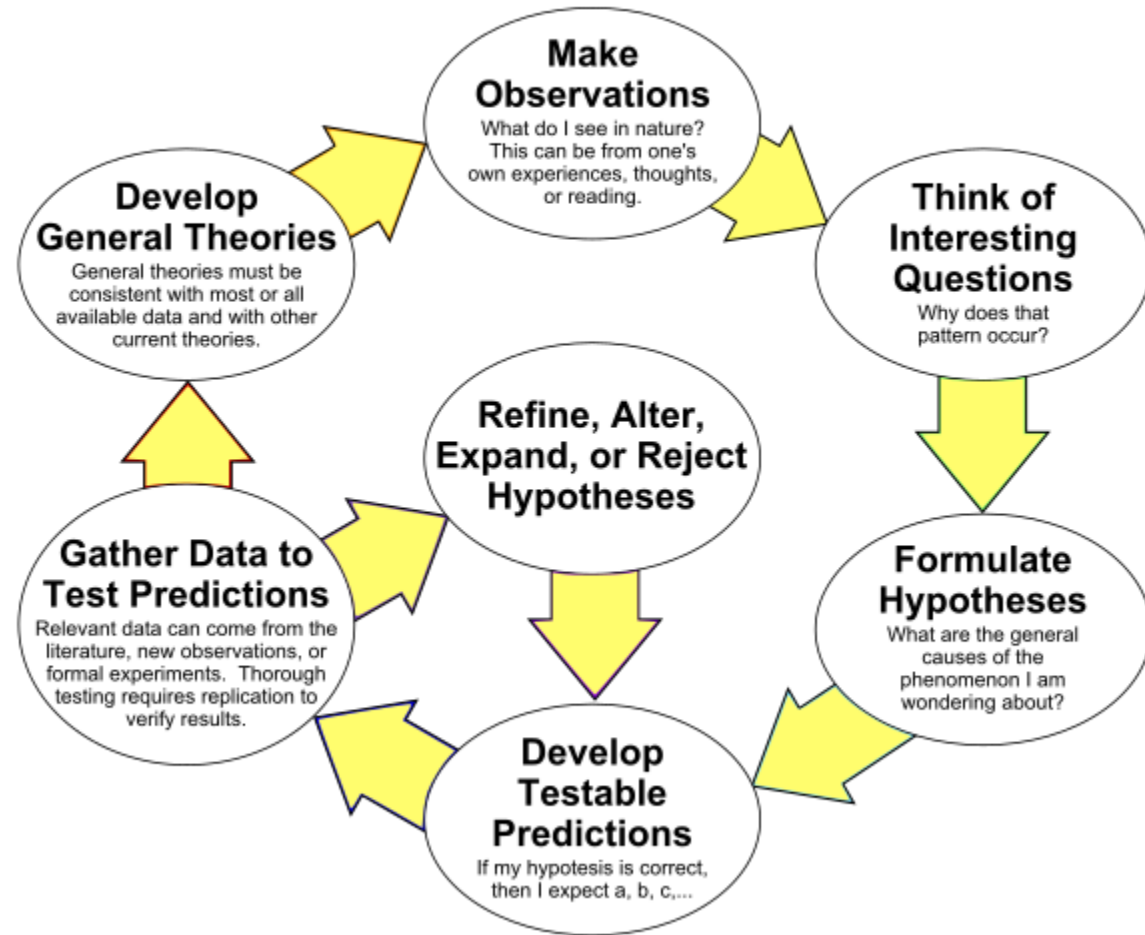 Make
Observations
What do I see in nature?
This can be from one's
own experiences, thoughts,
or reading.
Think of
Interesting
Questions
Why does that
pattern occur?
Formulate
Hypotheses
What are the general
causes of the
phenomenon I am
wondering about?
Develop
Testable
Predictions
If my hypotesis is correct,
then I expect a, b, c,...
Gather Data to
Test Predictions
Relevant data can come from the
literature, new observations, or
formal experiments. Thorough
testing requires replication to
verify results.
Refine, Alter,
Expand, or Reject
Hypotheses
Develop
General Theories
General theories must be
consistent with most or all
available data and with other
current theories.